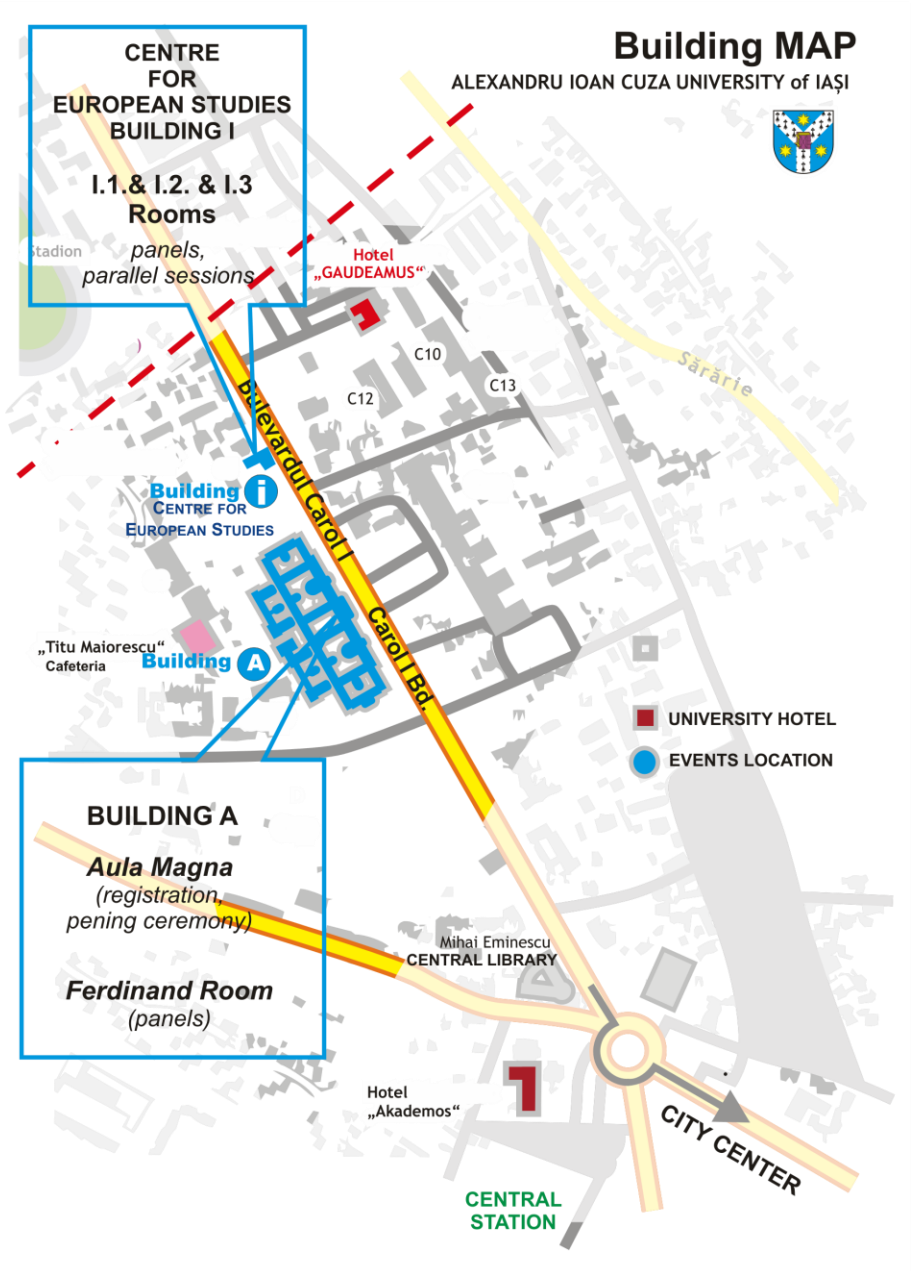 Building MAP
ALEXANDRU IOAN CUZA UNIVERSITY of IAȘI
CENTRE
FOR
EUROPEAN STUDIES
BUILDING I
I.1.& I.2. & I.3
Rooms
panels,
parallel sessions
Stadion
Hotel
„GAUDEAMUS“
C10
C12
C13
Sărărie
Bulevardul Carol I
Building i
CENTRE FOR
EUROPEAN STUDIES
„Titu Maiorescu“
Cafeteria
Building A
Carol I Bd.
UNIVERSITY HOTEL
EVENTS LOCATION
BUILDING A
Aula Magna
(registration,
pening ceremony)
Ferdinand Room
(panels)
Mihai Eminescu
CENTRAL LIBRARY
Hotel
„Akademos“
CITY CENTER
CENTRAL
STATION